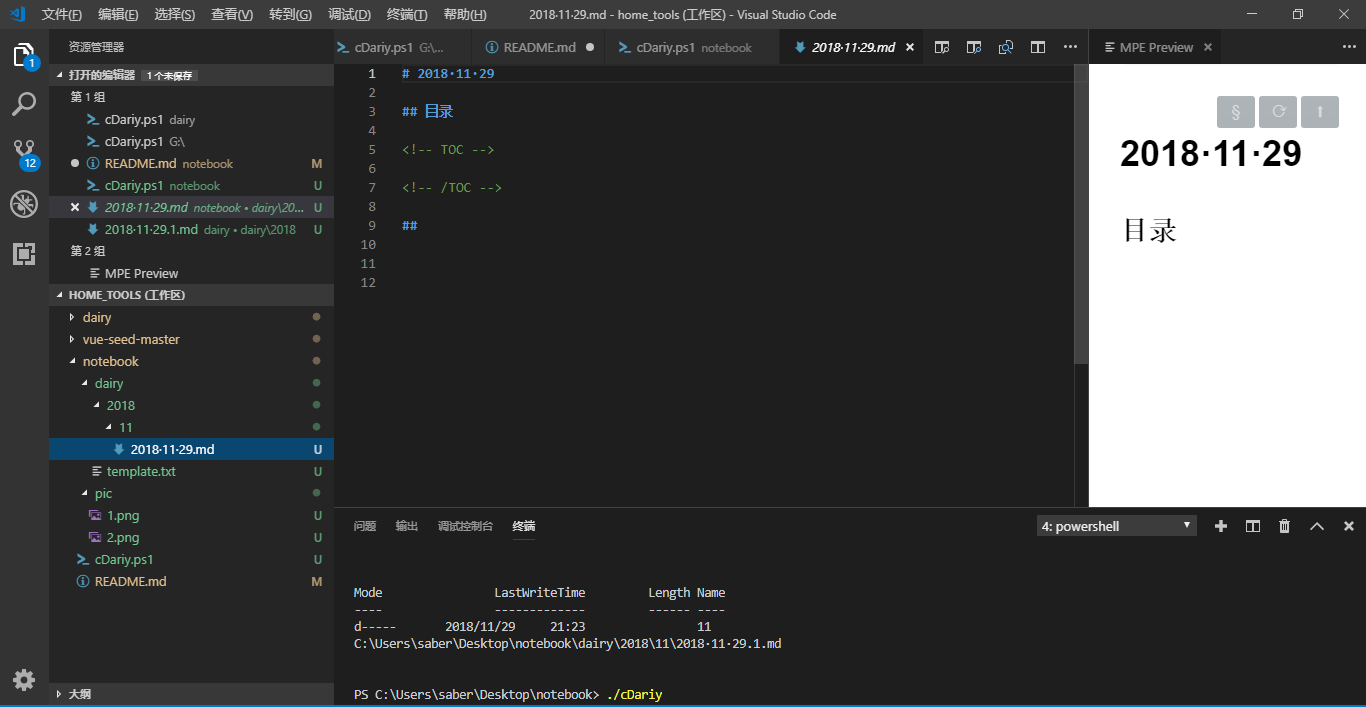 文件(F) 编辑(E) 选择(S) 查看(V) 转到(G) 调试(D) 终端(T) 帮助(H) 2018·11·29.md - home_tools (工作区) - Visual Studio Code
资源管理器
cDariy.ps1 G:\... README.md cDariy.ps1 notebook 2018·11·29.md MPE Preview
1
12
打开的编辑器 1 个未保存
第 1 组
cDariy.ps1 dairy
cDariy.ps1 G:\
README.md notebook M
cDariy.ps1 notebook U
2018·11·29.md notebook • dairy\20... U
2018·11·29.1.md dairy • dairy\2018 U
第 2 组
MPE Preview
HOME_TOOLS (工作区)
dairy
vue-seed-master
notebook
dairy
2018
11
2018·11·29.md U
template.txt U
pic
1.png U
2.png U
cDariy.ps1 U
README.md M
大纲
1 # 2018·11·29
2
3 ## 目录
4
5 <!-- TOC -->
6
7 <!-- /TOC -->
8
9 ##
10
11
12
§
2018·11·29
目录
问题 输出 调试控制台 终端 4: powershell
Mode LastWriteTime Length Name
---- ------------- ------ ----
d----- 2018/11/29 21:23 11
C:\Users\saber\Desktop\notebook\dairy\2018\11\2018·11·29.1.md
PS C:\Users\saber\Desktop\notebook> ./cDariy